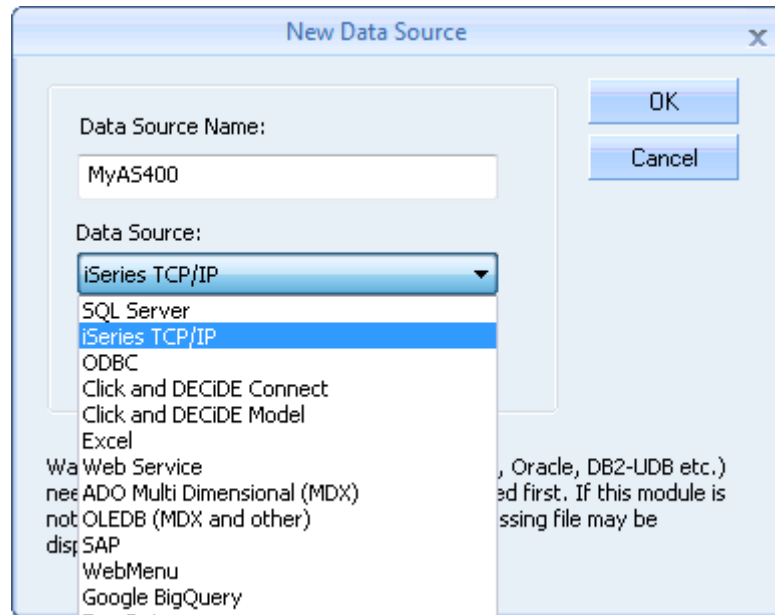 New Data Source
x
OK
Data Source Name:
Cancel
MyAS400
Data Source:
iSeries TCP/IP
SQL Server
iSeries TCP/IP
ODBC
Click and DECiDE Connect
Click and DECiDE Model
Excel
Web Service
, Oracle, DB2-UDB etc.)
ADO Multi Dimensional (MDX)
ed first. If this module is
not OLEDB (MDX and other)
ssing file may be
SAP
WebMenu
Google BigQuery